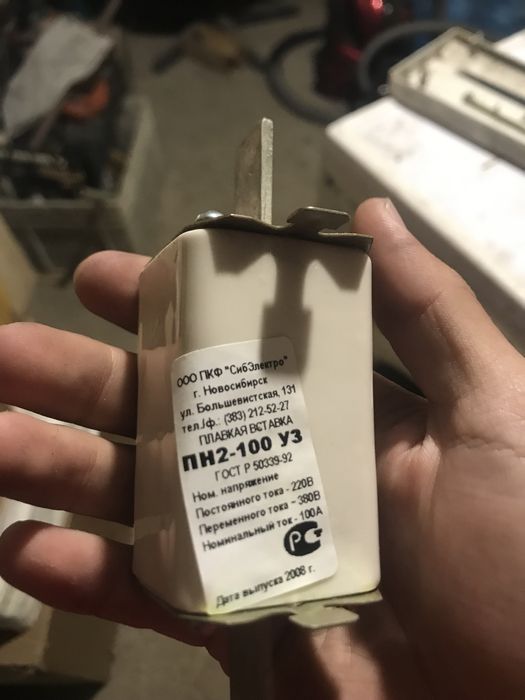 ООО ПКФ "СибЭлектро"
г. Новосибирск
ул. Большевистская, 131
тел./ф.: (383) 212-52-27
ПЛАВКАЯ ВСТАВКА
ПН2-100 У3
ГОСТ Р 50339-92
Ном. напряжение
Постоянного тока - 220В
Переменного тока ~ 380В
Номинальный ток - 100А
Дата выпуска 2008 г.